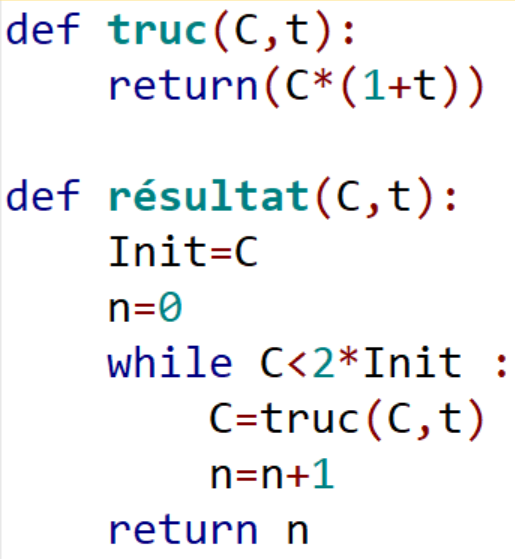 def truc(C,t):
    return(C*(1+t))

def résultat(C,t):
    Init=C
    n=0
    while C<2*Init :
        C=truc(C,t)
        n=n+1
    return n